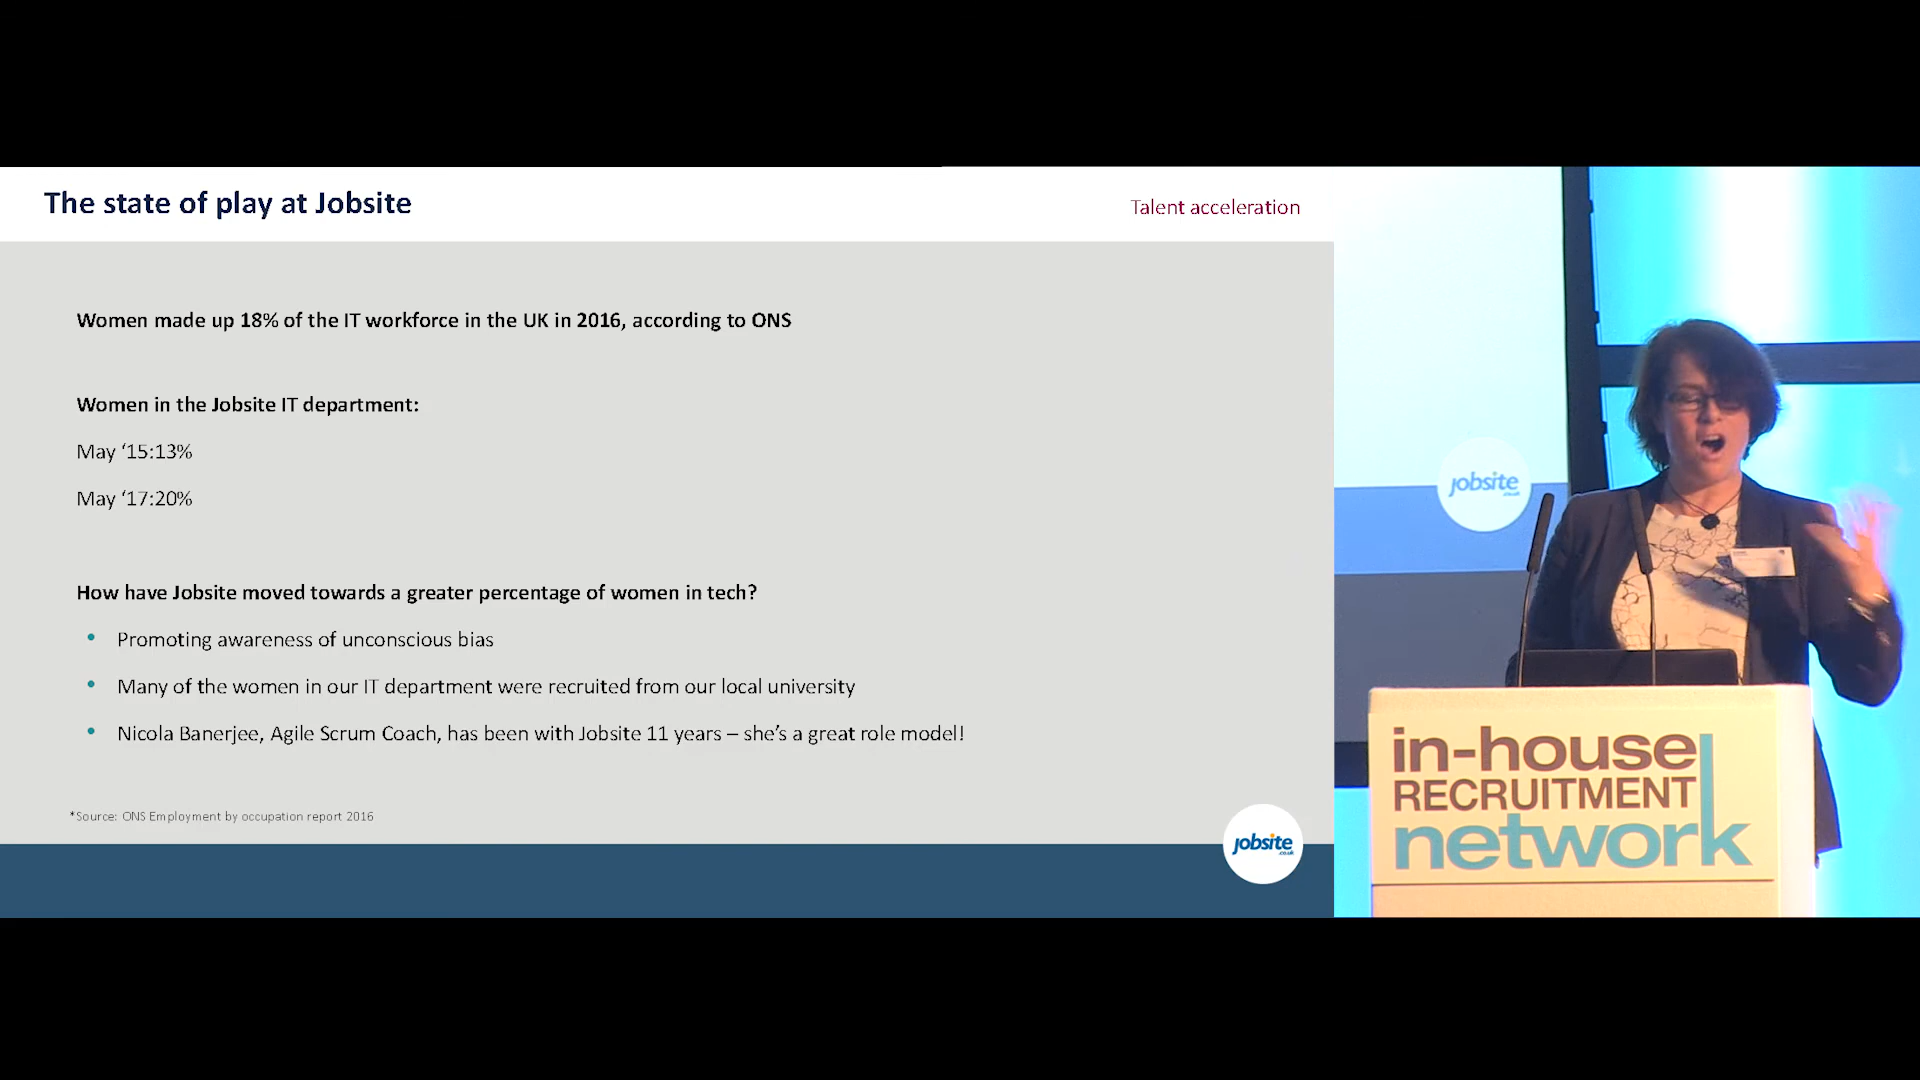 The state of play at Jobsite
Talent acceleration
Women made up 18% of the IT workforce in the UK in 2016, according to ONS
Women in the Jobsite IT department:
May ‘15:13%
May ‘17:20%
How have Jobsite moved towards a greater percentage of women in tech?
• Promoting awareness of unconscious bias
• Many of the women in our IT department were recruited from our local university
• Nicola Banerjee, Agile Scrum Coach, has been with Jobsite 11 years – she’s a great role model!
*Source: ONS Employment by occupation report 2016
jobsite
.co.uk
jobsite
.co.uk
in-house
RECRUITMENT
network